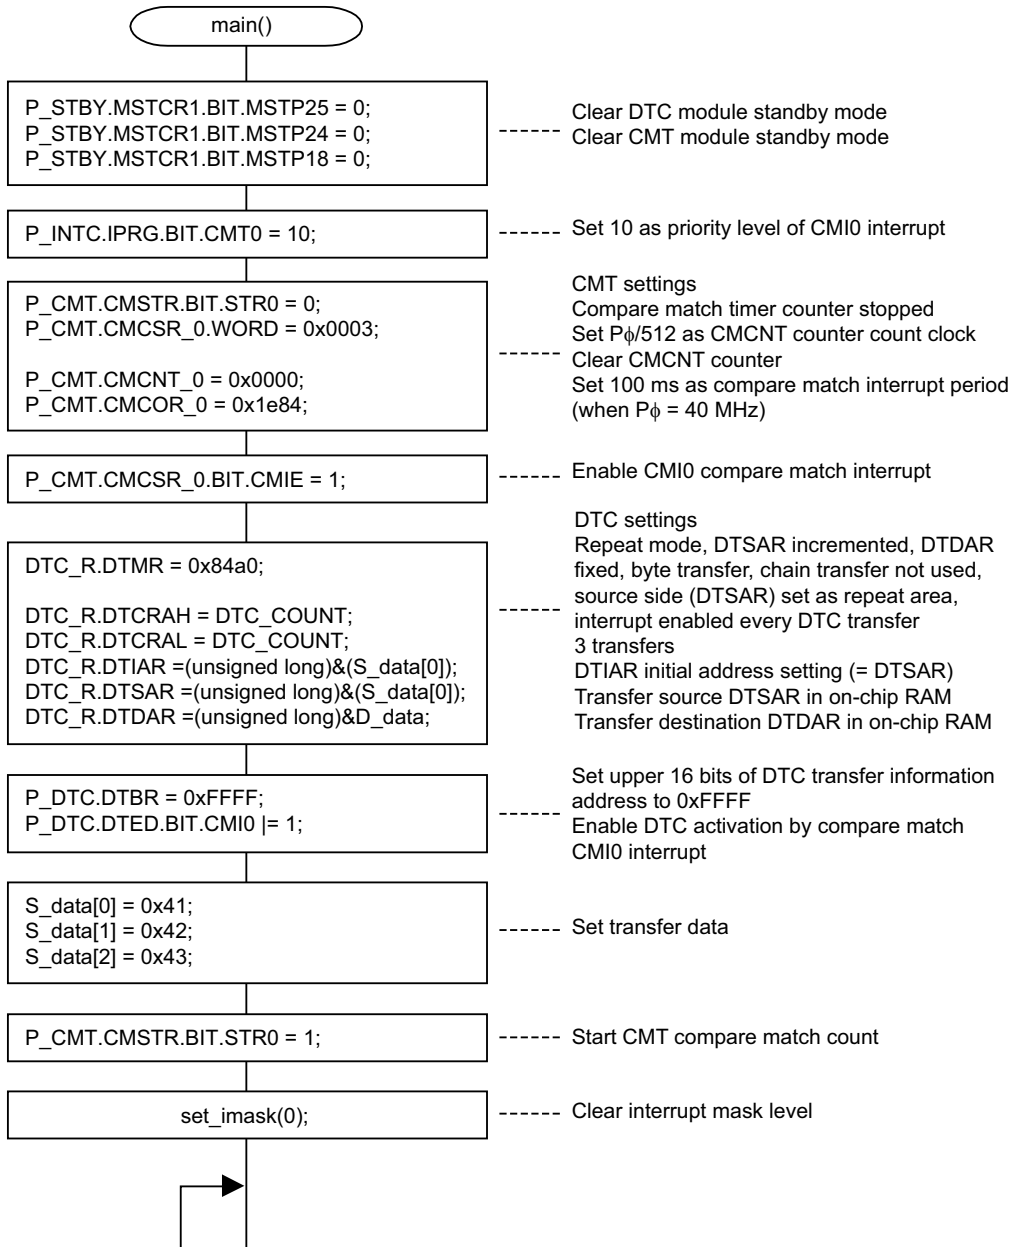 main()
P_STBY.MSTCR1.BIT.MSTP25 = 0;
P_STBY.MSTCR1.BIT.MSTP24 = 0;
P_STBY.MSTCR1.BIT.MSTP18 = 0;
Clear DTC module standby mode
Clear CMT module standby mode
P_INTC.IPRG.BIT.CMT0 = 10;
Set 10 as priority level of CMI0 interrupt
P_CMT.CMSTR.BIT.STR0 = 0;
P_CMT.CMCSR_0.WORD = 0x0003;
P_CMT.CMCNT_0 = 0x0000;
P_CMT.CMCOR_0 = 0x1e84;
CMT settings
Compare match timer counter stopped
Set Pϕ/512 as CMCNT counter count clock
Clear CMCNT counter
Set 100 ms as compare match interrupt period
(when Pϕ = 40 MHz)
P_CMT.CMCSR_0.BIT.CMIE = 1;
Enable CMI0 compare match interrupt
DTC_R.DTMR = 0x84a0;
DTC_R.DTCRAH = DTC_COUNT;
DTC_R.DTCRAL = DTC_COUNT;
DTC_R.DTIAR =(unsigned long)&(S_data[0]);
DTC_R.DTSAR =(unsigned long)&(S_data[0]);
DTC_R.DTDAR =(unsigned long)&D_data;
DTC settings
Repeat mode, DTSAR incremented, DTDAR
fixed, byte transfer, chain transfer not used,
source side (DTSAR) set as repeat area,
interrupt enabled every DTC transfer
3 transfers
DTIAR initial address setting (= DTSAR)
Transfer source DTSAR in on-chip RAM
Transfer destination DTDAR in on-chip RAM
P_DTC.DTBR = 0xFFFF;
P_DTC.DTED.BIT.CMI0 |= 1;
Set upper 16 bits of DTC transfer information
address to 0xFFFF
Enable DTC activation by compare match
CMI0 interrupt
S_data[0] = 0x41;
S_data[1] = 0x42;
S_data[2] = 0x43;
Set transfer data
P_CMT.CMSTR.BIT.STR0 = 1;
Start CMT compare match count
set_imask(0);
Clear interrupt mask level